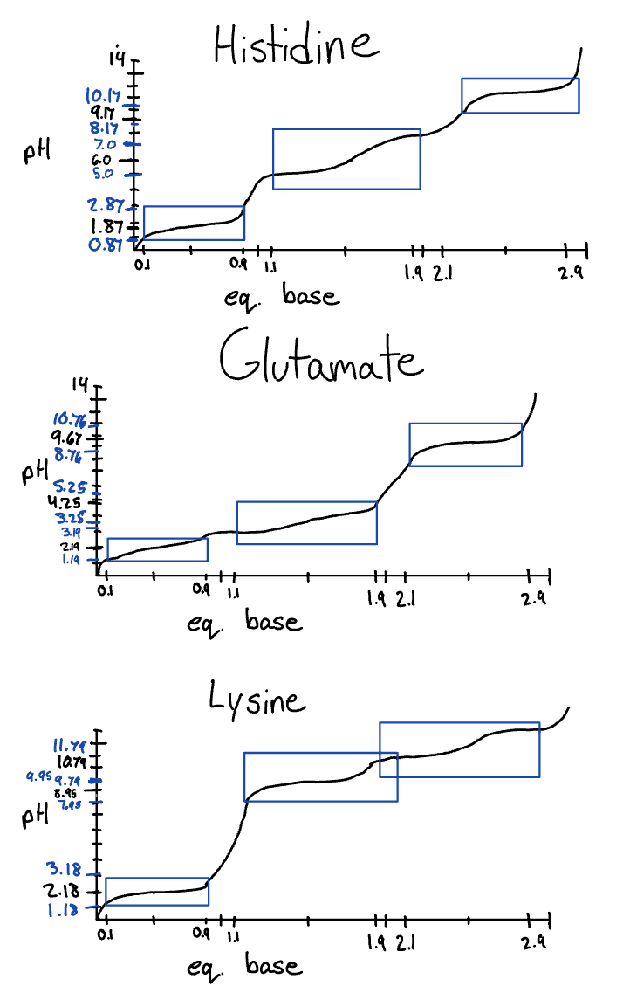 Histidine
14
10.17
9.17
8.17
7.0
6.0
5.0
2.87
1.87
0.87
pH
0.1 0.9 1.1 1.9 2.1 2.9
eq. base
Glutamate
14
10.76
9.67
8.76
5.25
4.25
3.25
3.19
2.19
1.19
pH
0.1 0.9 1.1 1.9 2.1 2.9
eq. base
Lysine
11.79
10.79
9.95 9.79
8.95
7.95
3.18
2.18
1.18
pH
0.1 0.9 1.1 1.9 2.1 2.9
eq. base